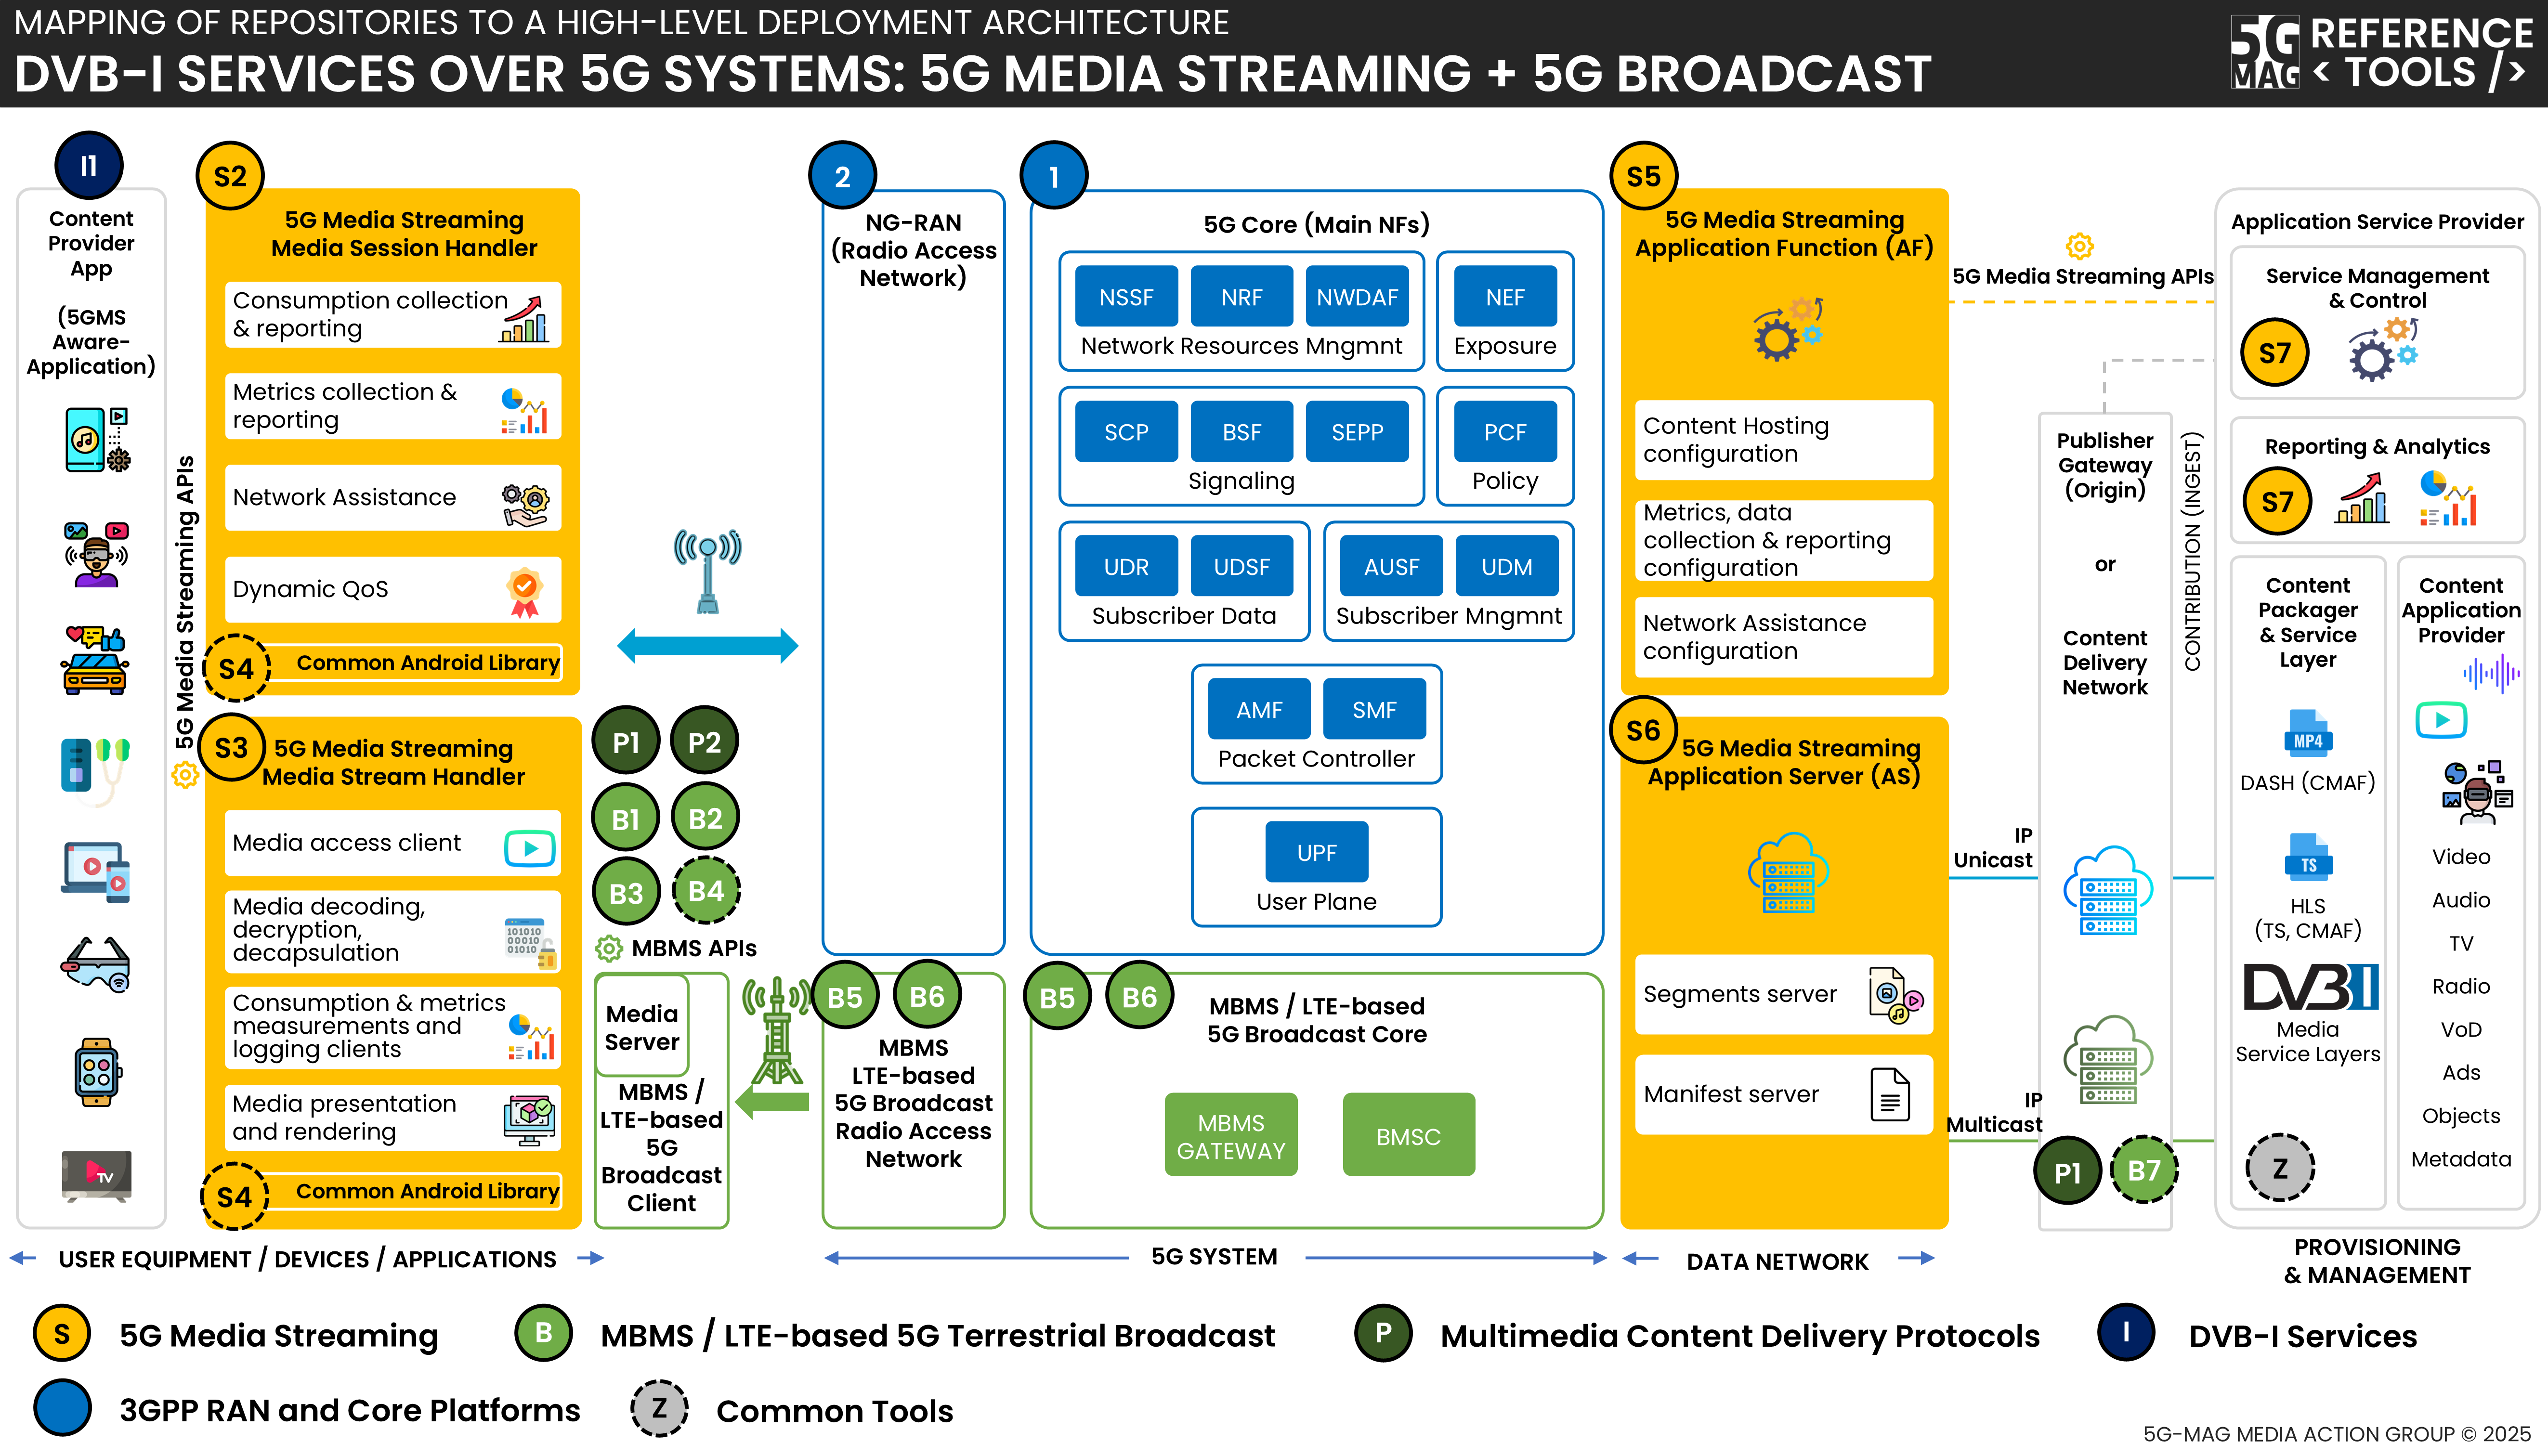 MAPPING OF REPOSITORIES TO A HIGH-LEVEL DEPLOYMENT ARCHITECTURE
DVB-I SERVICES OVER 5G SYSTEMS: 5G MEDIA STREAMING + 5G BROADCAST
5G
MAG
REFERENCE
< TOOLS />
I1
Content
Provider
App
(5GMS
Aware-
Application)
TV
5G Media Streaming APIs
S2
5G Media Streaming
Media Session Handler
Consumption collection
& reporting
Metrics collection &
reporting
Network Assistance
Dynamic QoS
S4
Common Android Library
S3
5G Media Streaming
Media Stream Handler
Media access client
Media decoding,
decryption,
decapsulation
101010
00010
01010
Consumption & metrics
measurements and
logging clients
Media presentation
and rendering
S4
Common Android Library
P1
P2
B1
B2
B3
B4
MBMS APIs
Media
Server
MBMS /
LTE-based
5G
Broadcast
Client
2
NG-RAN
(Radio Access
Network)
B5
B6
MBMS
LTE-based
5G Broadcast
Radio Access
Network
1
5G Core (Main NFs)
NSSF
NRF
NWDAF
Network Resources Mngmnt
NEF
Exposure
SCP
BSF
SEPP
Signaling
PCF
Policy
UDR
UDSF
Subscriber Data
AUSF
UDM
Subscriber Mngmnt
AMF
SMF
Packet Controller
UPF
User Plane
B5
B6
MBMS / LTE-based
5G Broadcast Core
MBMS
GATEWAY
BMSC
S5
5G Media Streaming
Application Function (AF)
Content Hosting
configuration
Metrics, data
collection & reporting
configuration
Network Assistance
configuration
S6
5G Media Streaming
Application Server (AS)
Segments server
Manifest server
5G Media Streaming APIs
IP
Unicast
IP
Multicast
Publisher
Gateway
(Origin)
or
Content
Delivery
Network
P1
B7
CONTRIBUTION (INGEST)
Application Service Provider
Service Management
& Control
S7
Reporting & Analytics
S7
Content
Packager
& Service
Layer
MP4
DASH (CMAF)
TS
HLS
(TS, CMAF)
DVB I
Media
Service Layers
Z
Content
Application
Provider
Video
Audio
TV
Radio
VoD
Ads
Objects
Metadata
USER EQUIPMENT / DEVICES / APPLICATIONS
5G SYSTEM
DATA NETWORK
PROVISIONING
& MANAGEMENT
S
5G Media Streaming
B
MBMS / LTE-based 5G Terrestrial Broadcast
P
Multimedia Content Delivery Protocols
I
DVB-I Services
3GPP RAN and Core Platforms
Z
Common Tools
5G-MAG MEDIA ACTION GROUP © 2025